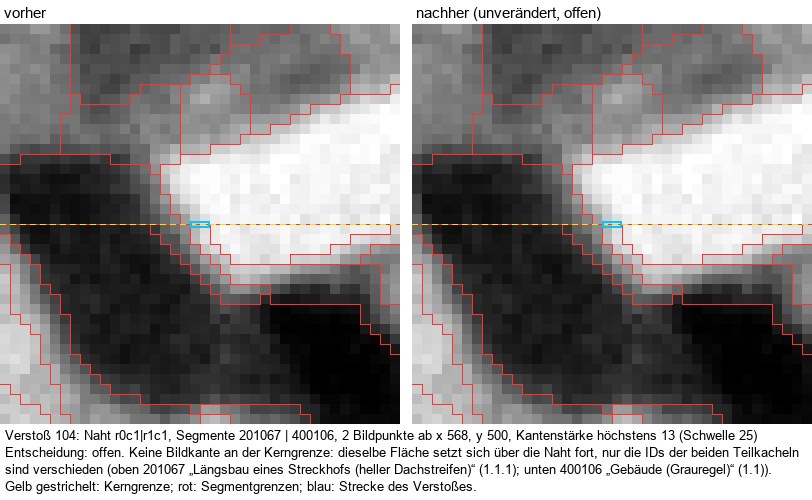 vorher
nachher (unverändert, offen)
Verstoß 104: Naht r0c1|r1c1, Segmente 201067 | 400106, 2 Bildpunkte ab x 568, y 500, Kantenstärke höchstens 13 (Schwelle 25)
Entscheidung: offen. Keine Bildkante an der Kerngrenze: dieselbe Fläche setzt sich über die Naht fort, nur die IDs der beiden Teilkacheln
sind verschieden (oben 201067 „Längsbau eines Streckhofs (heller Dachstreifen)“ (1.1.1); unten 400106 „Gebäude (Grauregel)“ (1.1)).
Gelb gestrichelt: Kerngrenze; rot: Segmentgrenzen; blau: Strecke des Verstoßes.